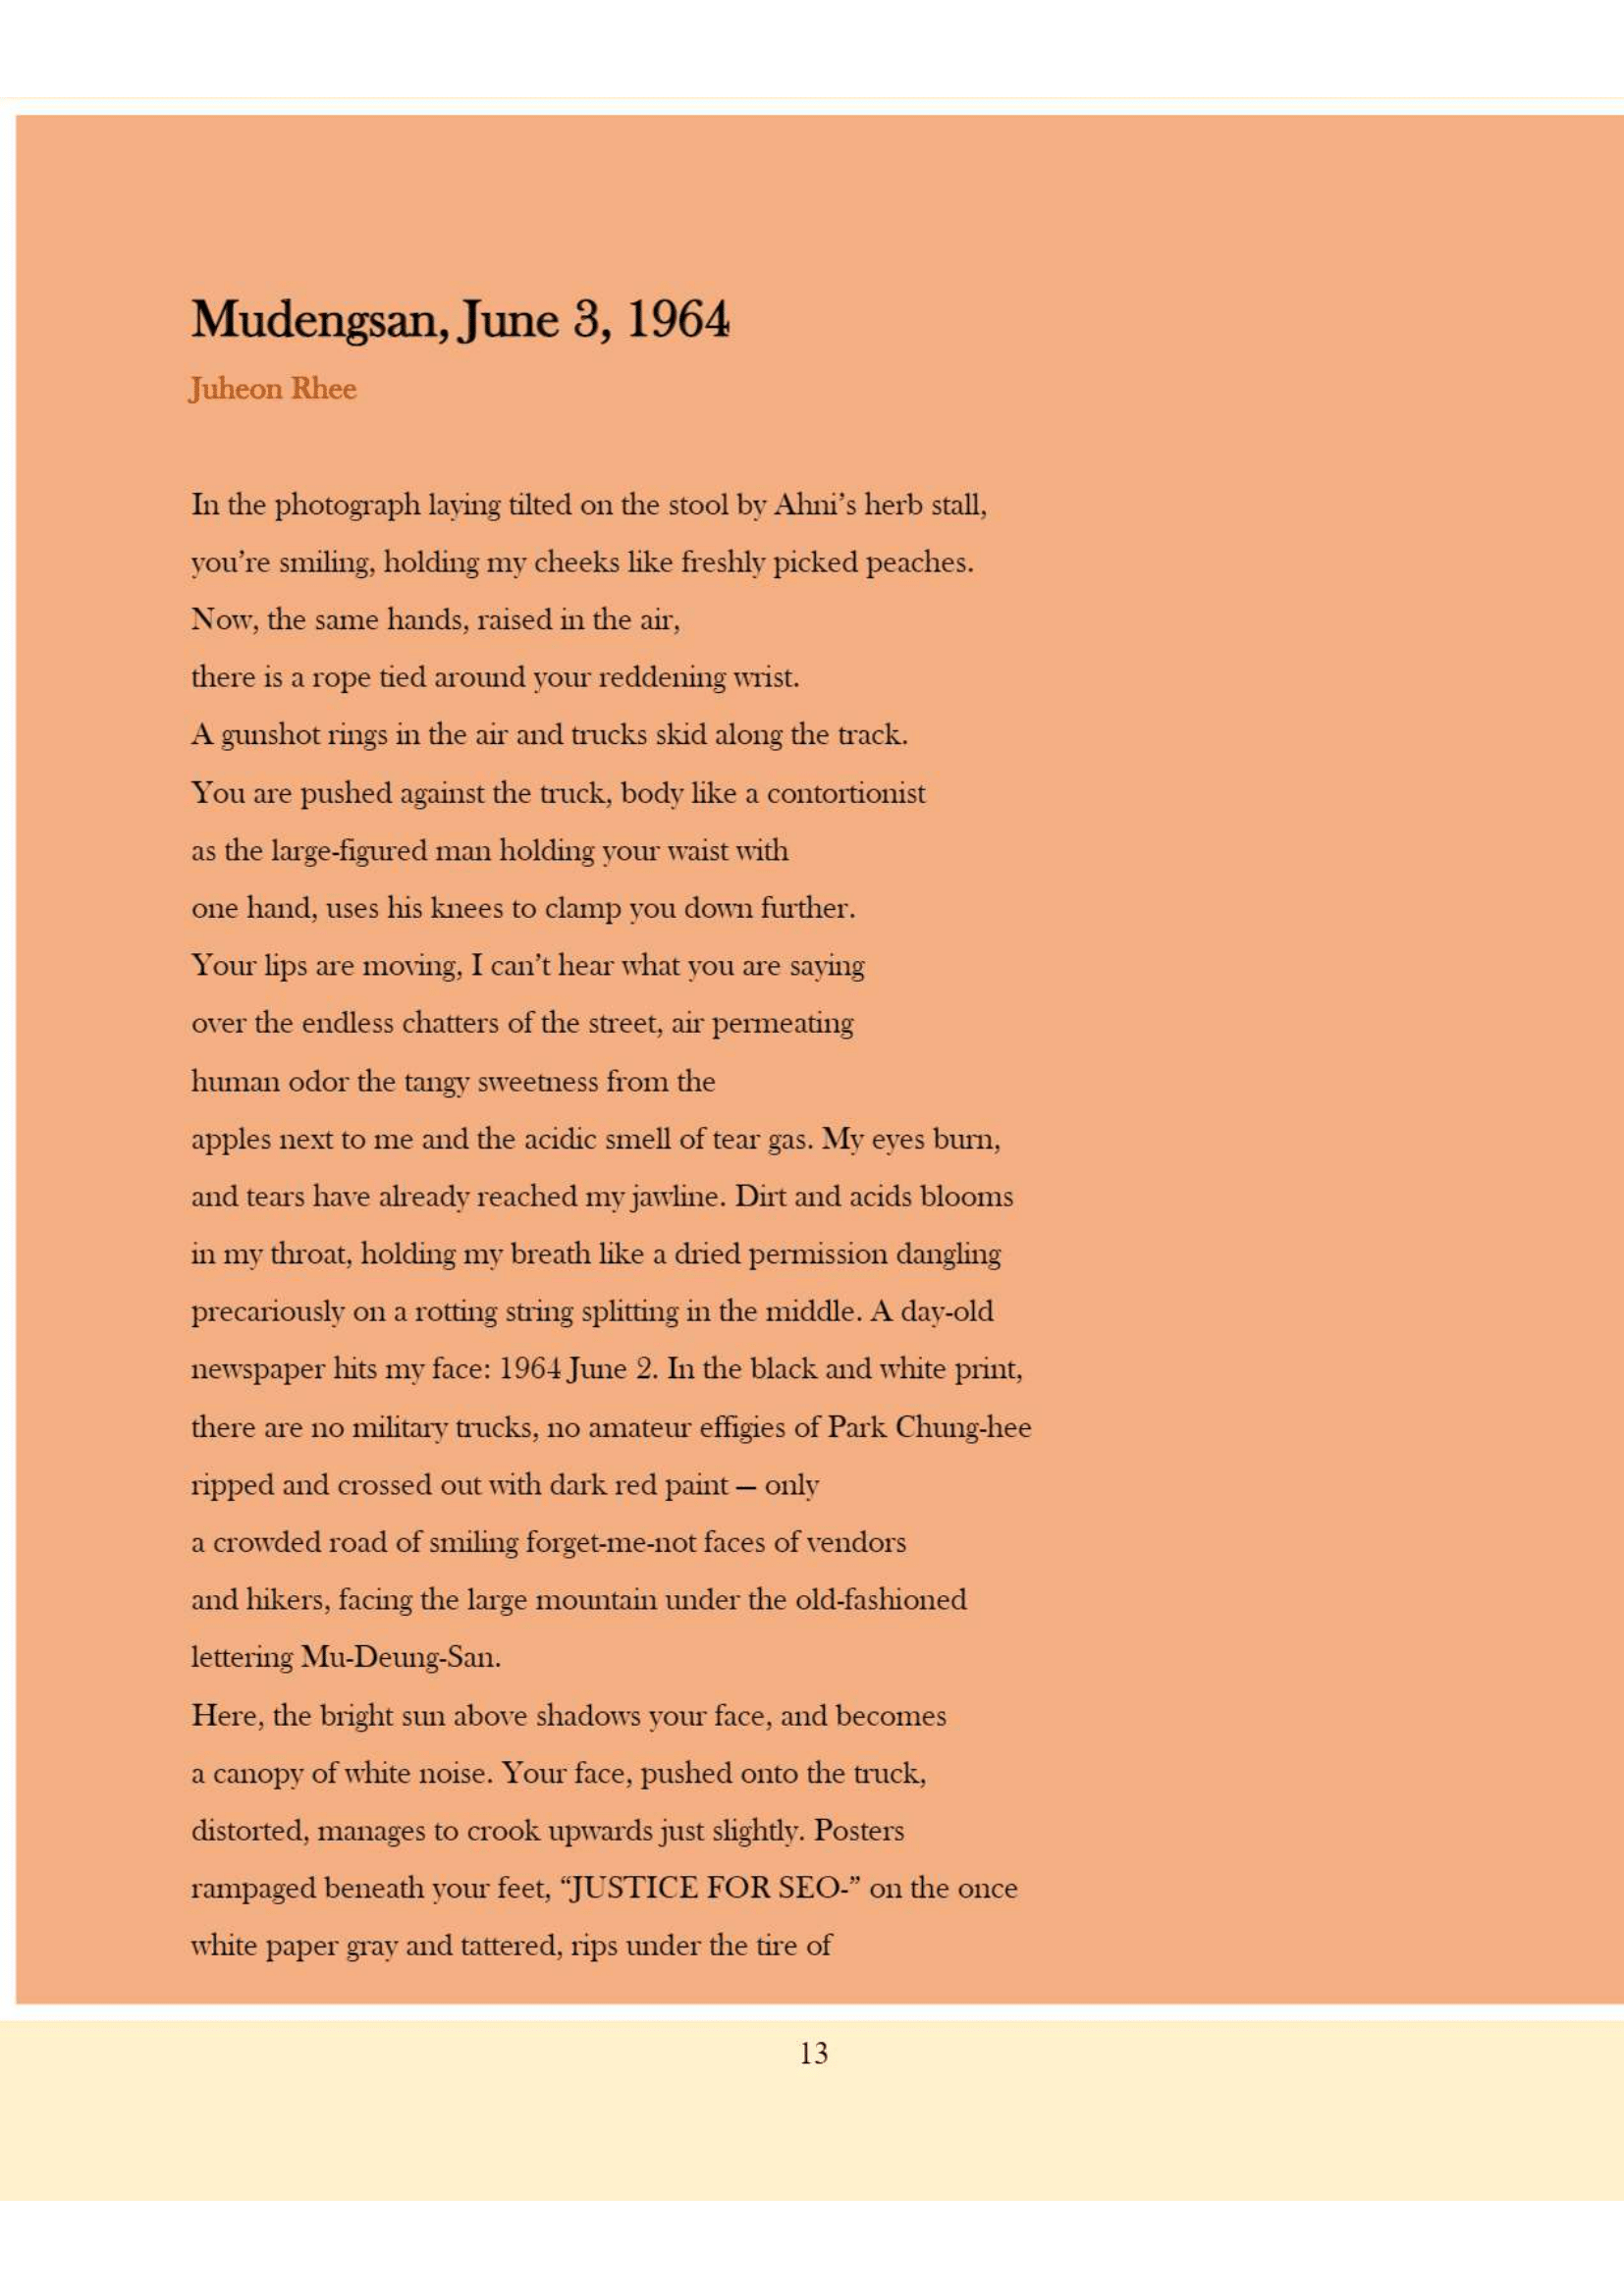 Mudengsan, June 3, 1964
Juheon Rhee
In the photograph laying tilted on the stool by Ahni’s herb stall,
you’re smiling, holding my cheeks like freshly picked peaches.
Now, the same hands, raised in the air,
there is a rope tied around your reddening wrist.
A gunshot rings in the air and trucks skid along the track.
You are pushed against the truck, body like a contortionist
as the large-figured man holding your waist with
one hand, uses his knees to clamp you down further.
Your lips are moving, I can’t hear what you are saying
over the endless chatters of the street, air permeating
human odor the tangy sweetness from the
apples next to me and the acidic smell of tear gas. My eyes burn,
and tears have already reached my jawline. Dirt and acids blooms
in my throat, holding my breath like a dried permission dangling
precariously on a rotting string splitting in the middle. A day-old
newspaper hits my face: 1964 June 2. In the black and white print,
there are no military trucks, no amateur effigies of Park Chung-hee
ripped and crossed out with dark red paint – only
a crowded road of smiling forget-me-not faces of vendors
and hikers, facing the large mountain under the old-fashioned
lettering Mu-Deung-San.
Here, the bright sun above shadows your face, and becomes
a canopy of white noise. Your face, pushed onto the truck,
distorted, manages to crook upwards just slightly. Posters
rampaged beneath your feet, “JUSTICE FOR SEO-” on the once
white paper gray and tattered, rips under the tire of
13